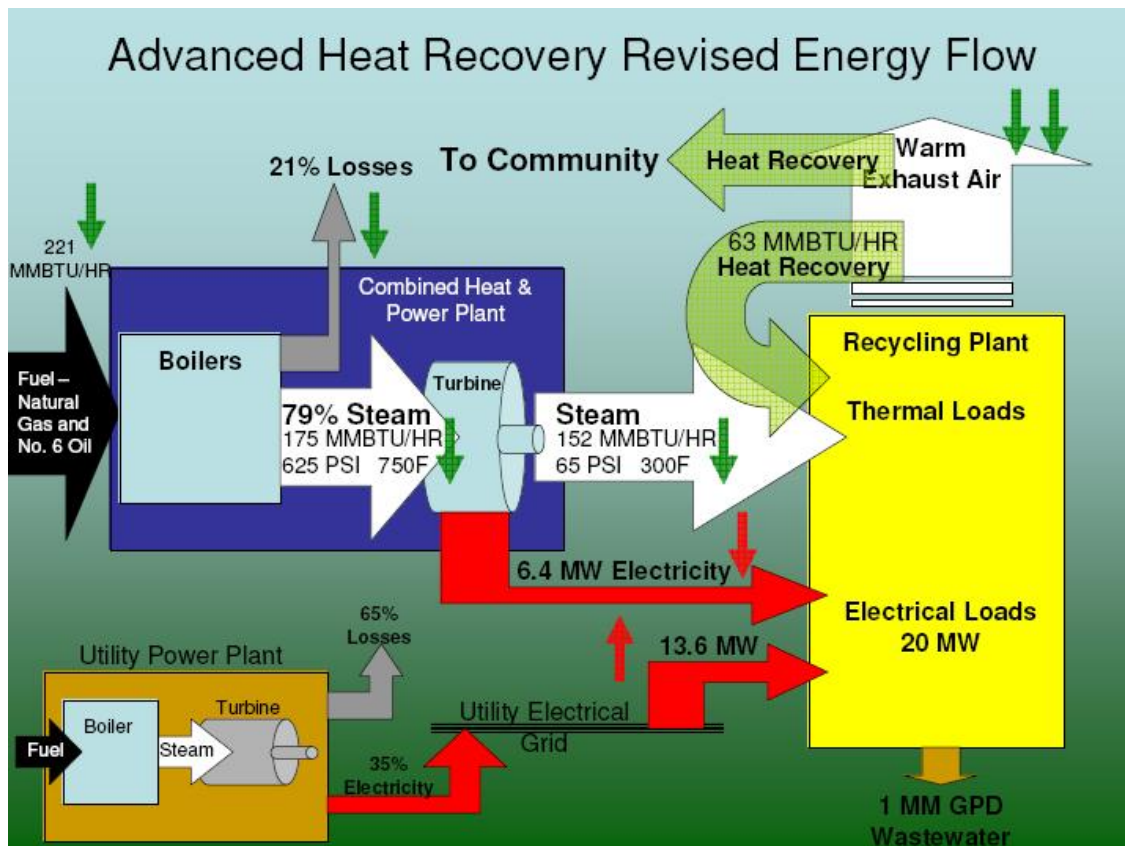 Advanced Heat Recovery Revised Energy Flow
To Community
Heat Recovery
Warm
Exhaust Air
21% Losses
221
MMBTU/HR
63 MMBTU/HR
Heat Recovery
Combined Heat &
Power Plant
Boilers
Turbine
Recycling Plant
Fuel –
Natural
Gas and
No. 6 Oil
79% Steam
175 MMBTU/HR
625 PSI 750F
Steam
152 MMBTU/HR
65 PSI 300F
Thermal Loads
6.4 MW Electricity
Electrical Loads
20 MW
65%
Losses
13.6 MW
Utility Power Plant
Boiler
Turbine
Fuel
Steam
Utility Electrical
Grid
35%
Electricity
1 MM GPD
Wastewater